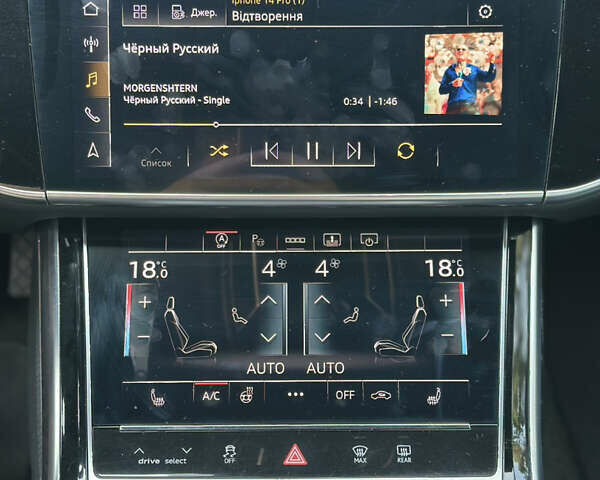 iphone 14 Pro (1)
Джер.
Відтворення
Чёрный Русский
MORGENSHTERN
Чёрный Русский - Single
0:34 | -1:46
Список
A
OFF
P
18.0 °C
4
4
18.0 °C
+
+
−
−
AUTO
AUTO
A/C
•••
OFF
drive select
OFF
MAX
REAR